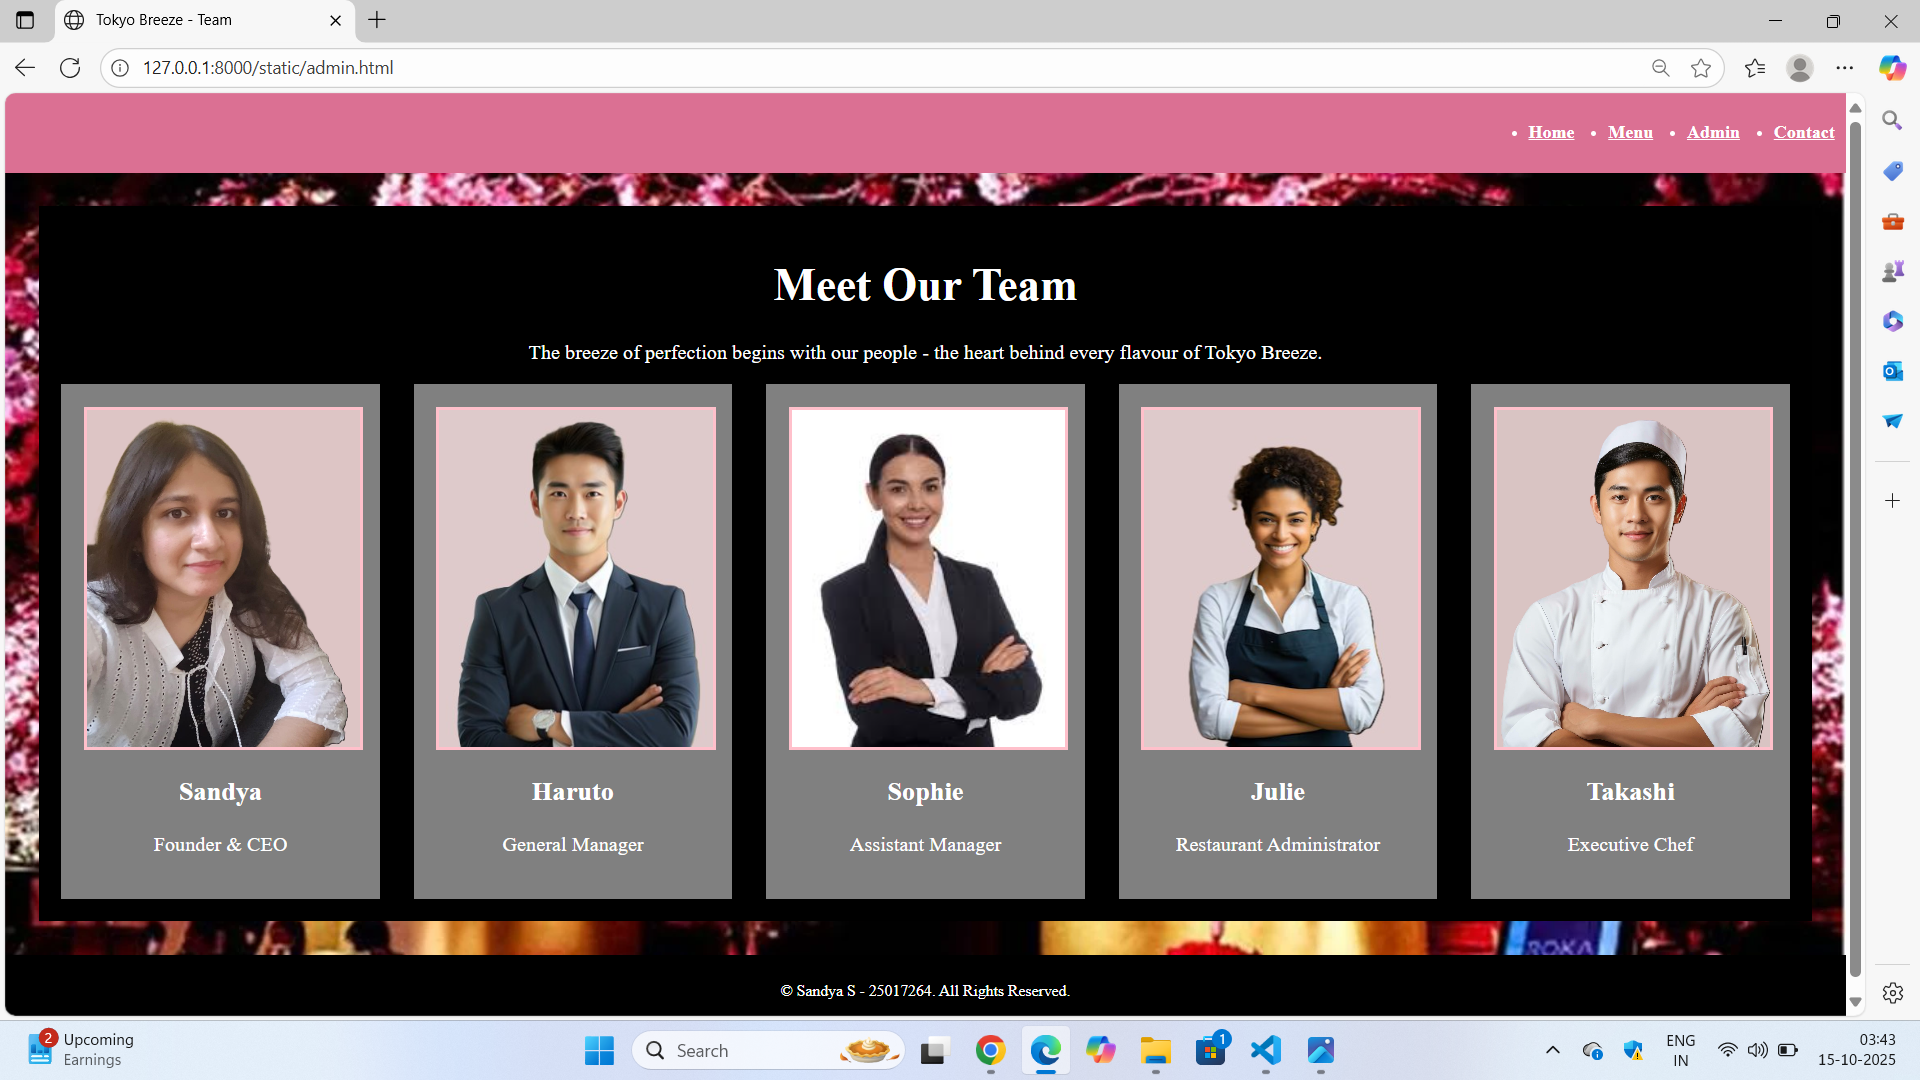 Tokyo Breeze - Team
127.0.0.1:8000/static/admin.html
Home Menu Admin Contact
Meet Our Team
The breeze of perfection begins with our people - the heart behind every flavour of Tokyo Breeze.
Sandya Haruto Sophie Julie Takashi
Founder & CEO General Manager Assistant Manager Restaurant Administrator Executive Chef
ROKA
© Sandya S - 25017264. All Rights Reserved.
2 Upcoming
Earnings
Search
1
ENG
IN
03:43
15-10-2025